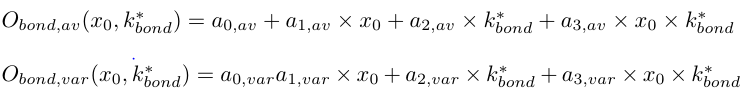 O_{bond,av}(x_0, k^*_{bond}) = a_{0,av} + a_{1,av} × x_0 + a_{2,av} × k^*_{bond} + a_{3,av} × x_0 × k^*_{bond}
O_{bond,var}(x_0, k^*_{bond}) = a_{0,var}a_{1,var} × x_0 + a_{2,var} × k^*_{bond} + a_{3,var} × x_0 × k^*_{bond}